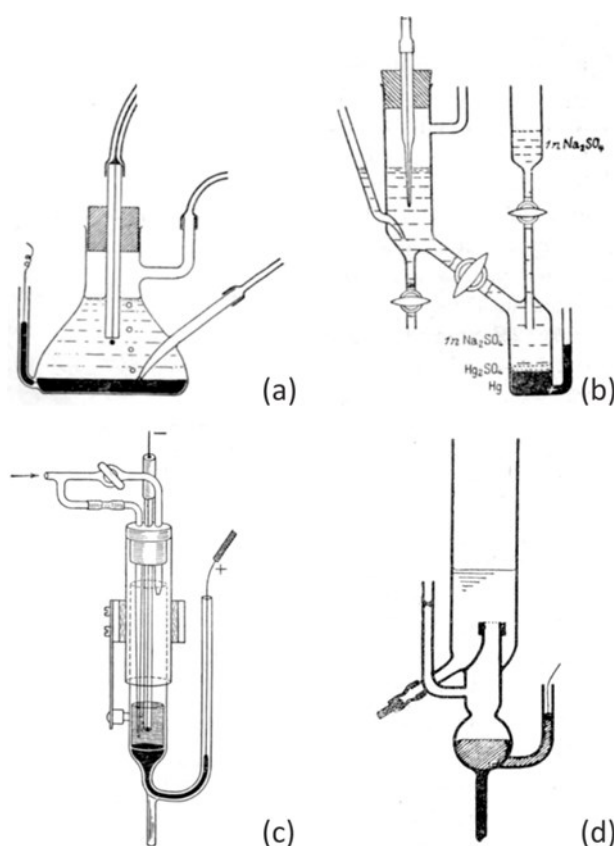 (a)
1n Na₂SO₄
1n Na₂SO₄
Hg₂SO₄
Hg
(b)
−
+
(c)
(d)